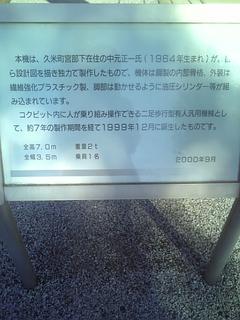 本機は、久米町宮部下在住の中元正一氏(1964年生まれ)が、自
ら設計図を描き独力で製作したもので、機体は鋼製の内部骨格、外装は
繊維強化プラスチック製、脚部は動かせるように油圧シリンダー等が組
み込まれています。
コクピット内に人が乗り組み操作できる二足歩行型有人汎用機械とし
て、約7年の製作期間を経て1999年12月に誕生したものです。
全高7.0m 重量2t
全幅3.5m 乗員1名
2000年9月